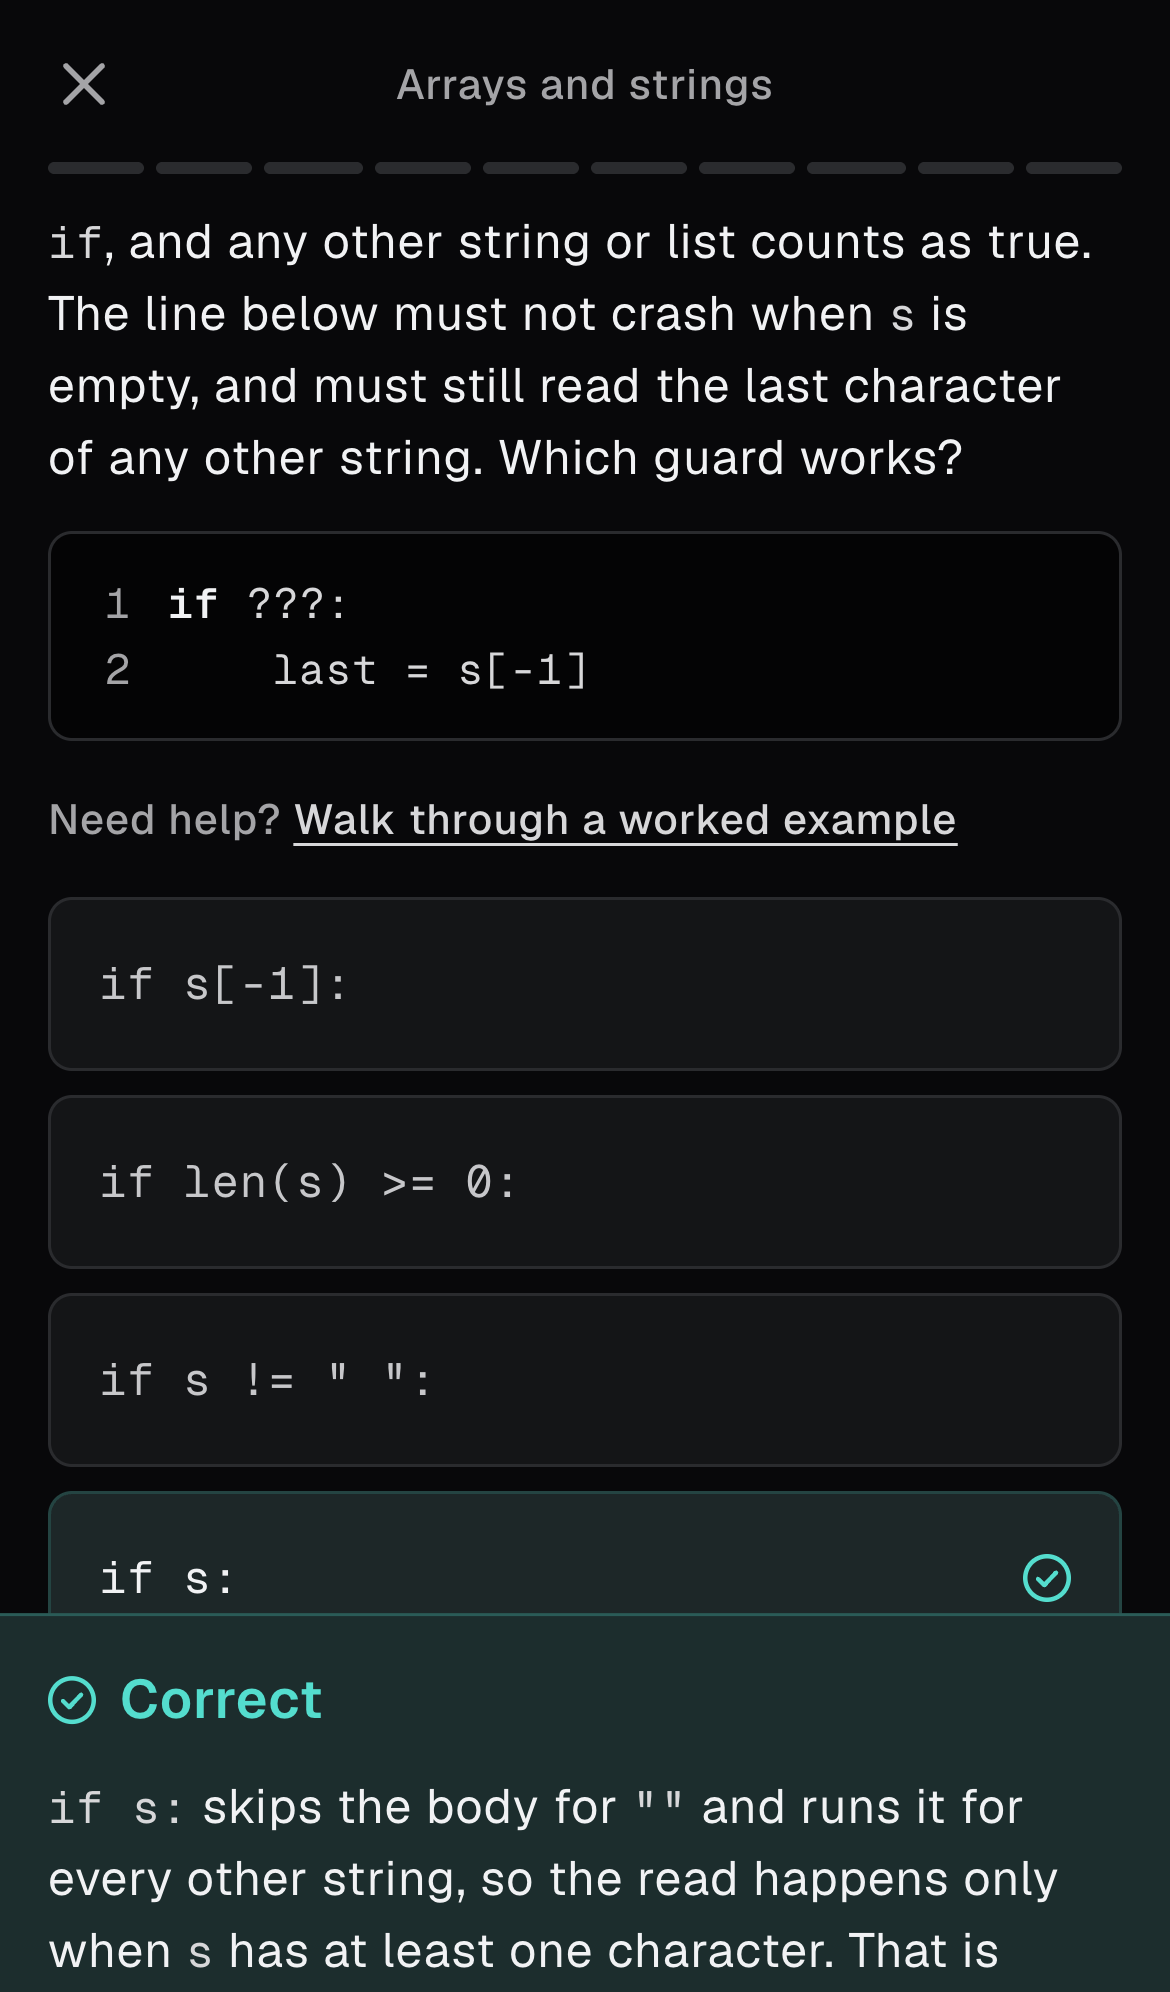 Arrays and strings
if, and any other string or list counts as true.
The line below must not crash when s is
empty, and must still read the last character
of any other string. Which guard works?
1 if ???:
2     last = s[-1]
Need help? Walk through a worked example
if s[-1]:
if len(s) >= 0:
if s != " ":
if s:
Correct
if s: skips the body for "" and runs it for
every other string, so the read happens only
when s has at least one character. That is